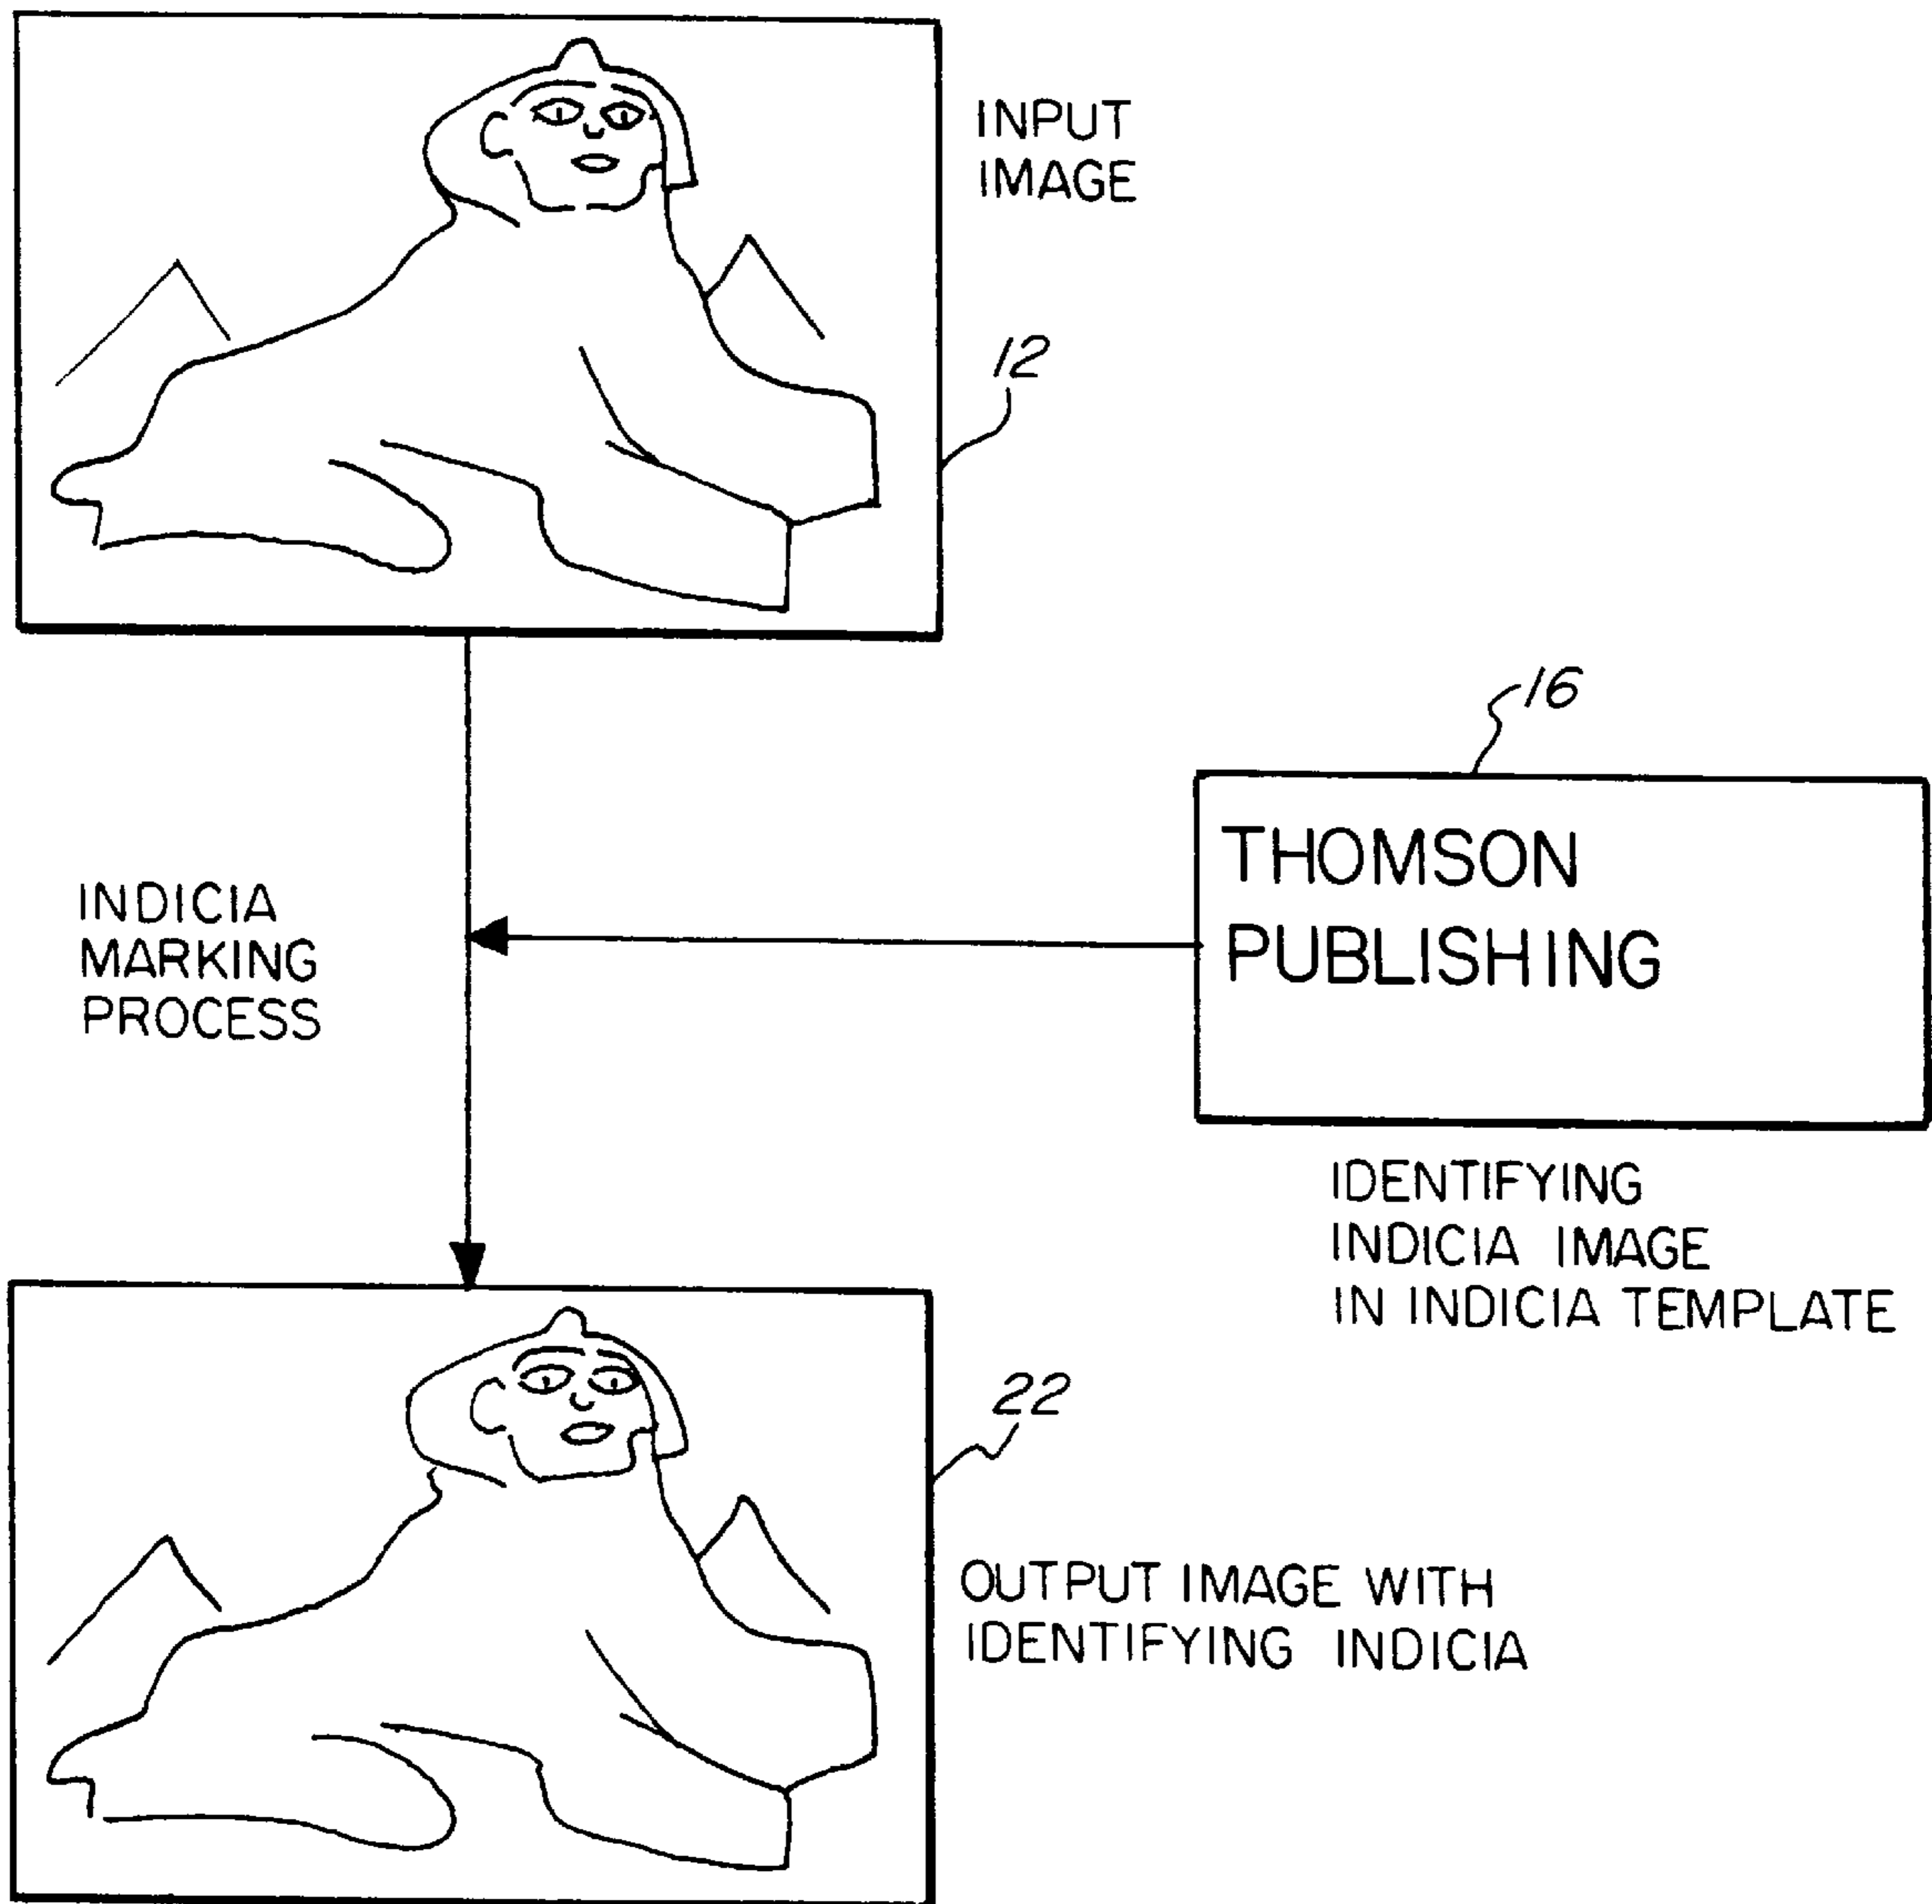 INPUT
IMAGE
12
16
THOMSON
PUBLISHING
INDICIA
MARKING
PROCESS
IDENTIFYING
INDICIA IMAGE
IN INDICIA TEMPLATE
22
OUTPUT IMAGE WITH
IDENTIFYING INDICIA